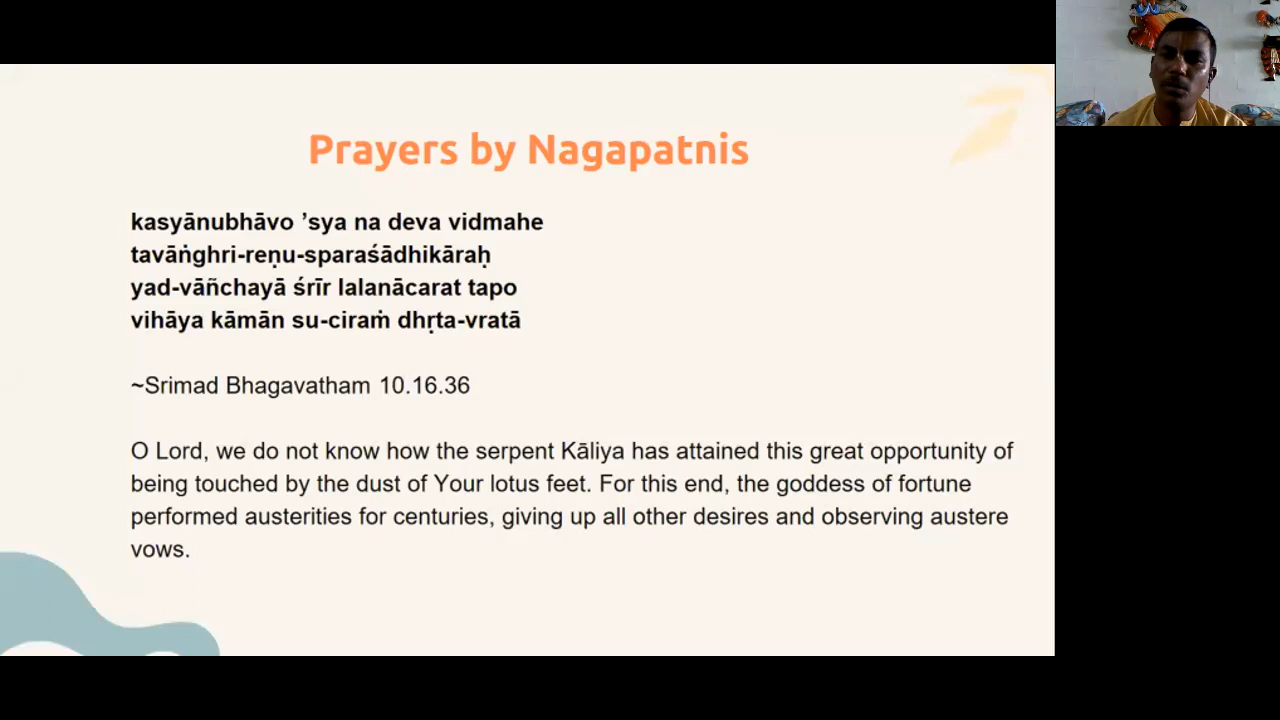 Prayers by Nagapatnis
kasyānubhāvo ’sya na deva vidmahe
tavāṅghri-reṇu-sparaśādhikāraḥ
yad-vāñchayā śrīr lalanācarat tapo
vihāya kāmān su-ciraṁ dhṛta-vratā
~Srimad Bhagavatham 10.16.36
O Lord, we do not know how the serpent Kāliya has attained this great opportunity of
being touched by the dust of Your lotus feet. For this end, the goddess of fortune
performed austerities for centuries, giving up all other desires and observing austere
vows.